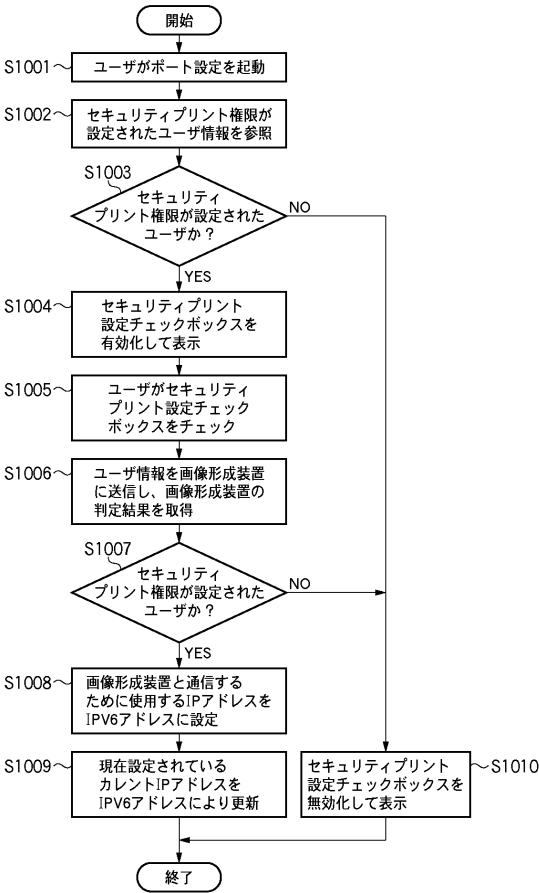 開始
S1001
ユーザがポート設定を起動
S1002
セキュリティプリント権限が
設定されたユーザ情報を参照
S1003
セキュリティ
プリント権限が設定された
ユーザか？
NO
YES
S1004
セキュリティプリント
設定チェックボックスを
有効化して表示
S1005
ユーザがセキュリティ
プリント設定チェック
ボックスをチェック
S1006
ユーザ情報を画像形成装置
に送信し、画像形成装置の
判定結果を取得
S1007
セキュリティ
プリント権限が設定された
ユーザか？
NO
YES
S1008
画像形成装置と通信する
ために使用するIPアドレスを
IPV6アドレスに設定
S1009
現在設定されている
カレントIPアドレスを
IPV6アドレスにより更新
セキュリティプリント
設定チェックボックスを
無効化して表示
S1010
終了